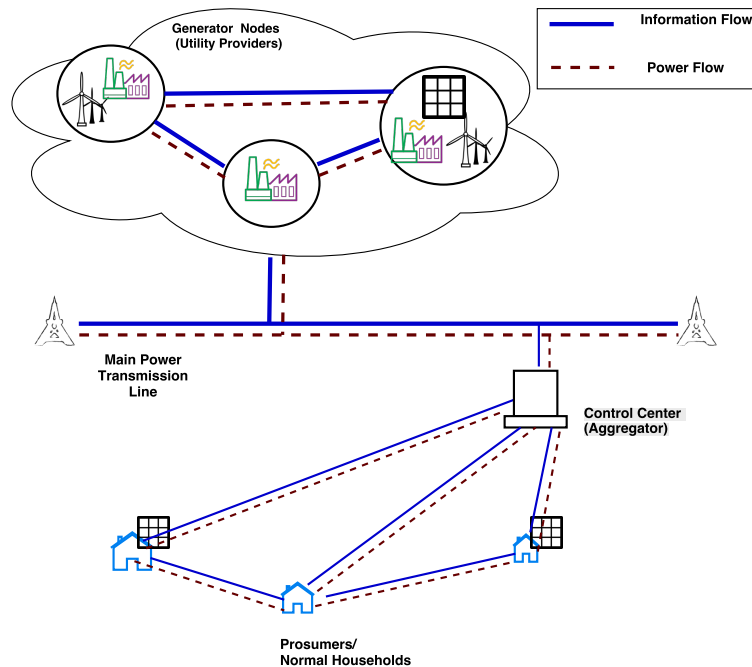 Generator Nodes
(Utility Providers)
Information Flow
Power Flow
Main Power
Transmission
Line
Control Center
(Aggregator)
Prosumers/
Normal Households